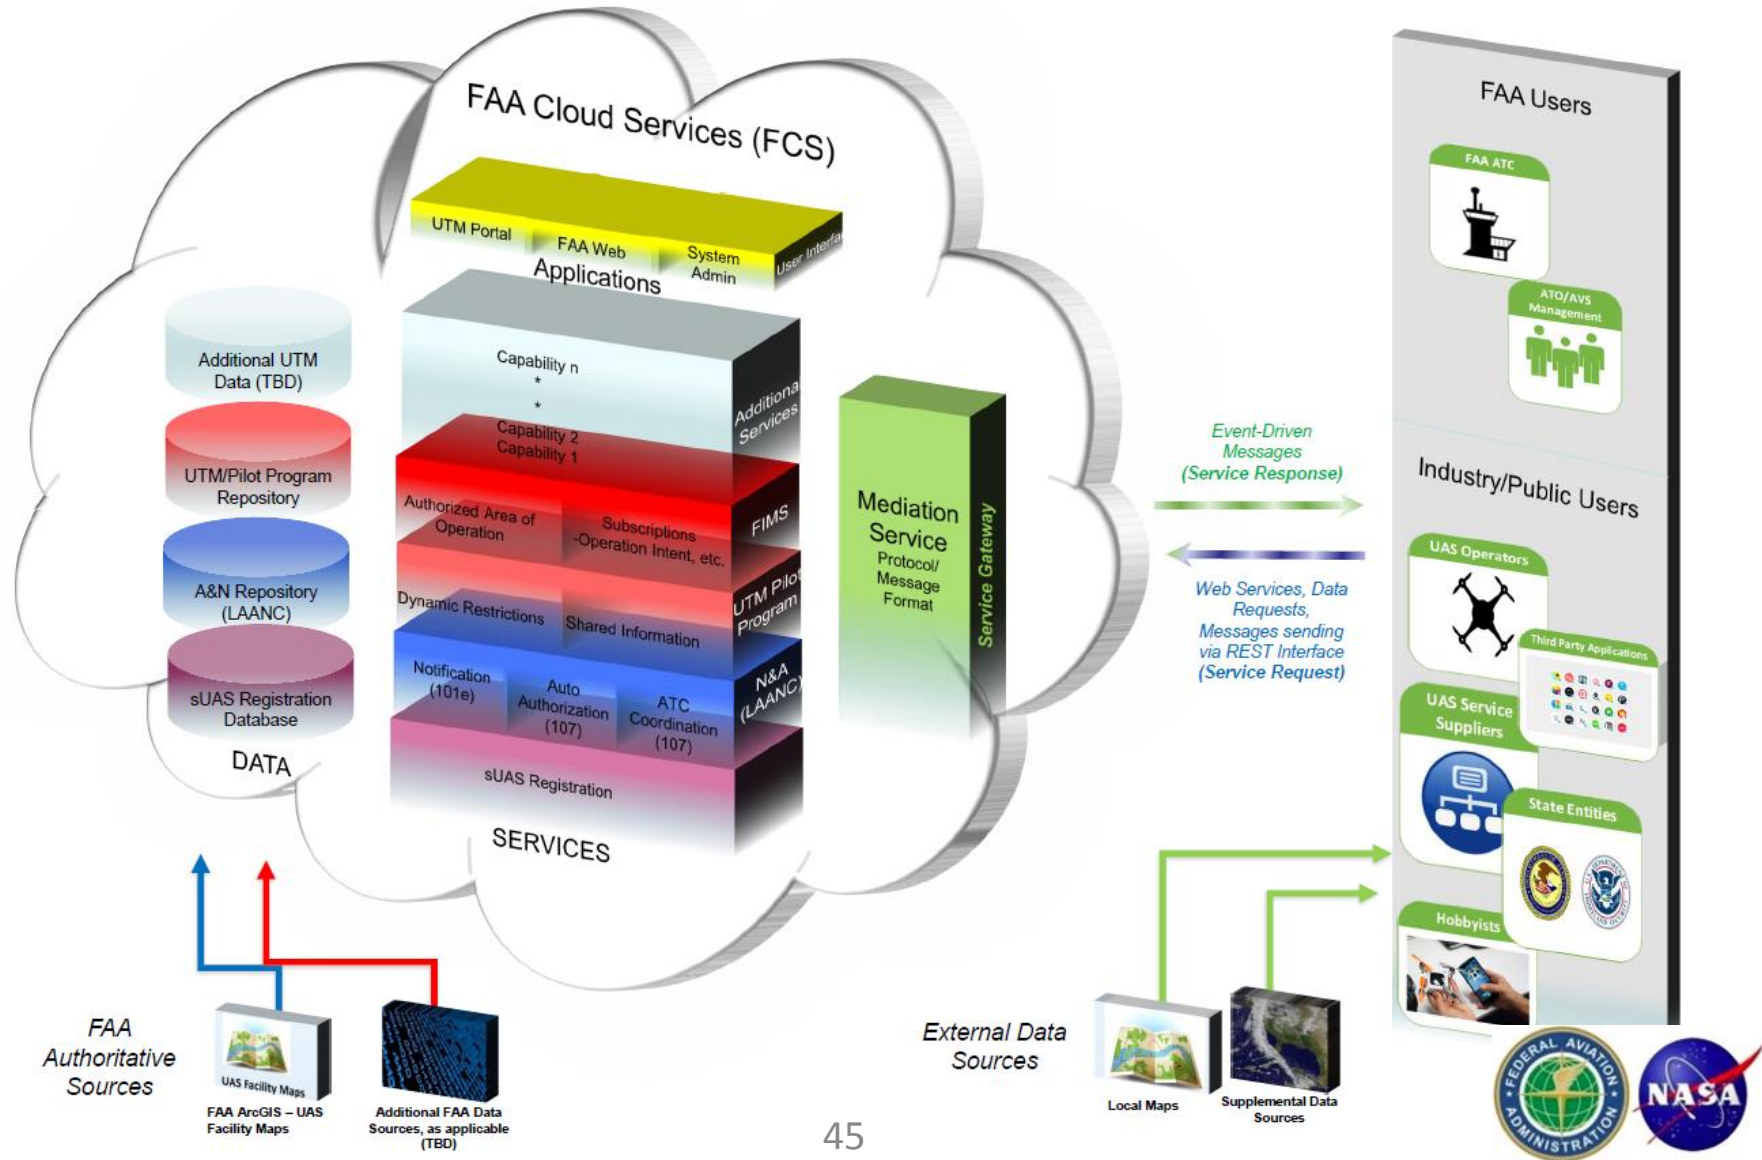 FAA Cloud Services (FCS)
UTM Portal
FAA Web
System
Admin
User Interfa
Applications
Additional UTM
Data (TBD)
UTM/Pilot Program
Repository
A&N Repository
(LAANC)
sUAS Registration
Database
DATA
Capability n
*
*
Capability 2
Capability 1
Additional
Services
Authorized Area of
Operation
Subscriptions
-Operation Intent, etc.
FIMS
Dynamic Restrictions
Shared Information
UTM Pilot
Program
Notification
(101e)
Auto
Authorization
(107)
ATC
Coordination
(107)
N&A
(LAANC)
sUAS Registration
SERVICES
Mediation
Service
Protocol/
Message
Format
Service Gateway
Event-Driven
Messages
(Service Response)
Web Services, Data
Requests,
Messages sending
via REST Interface
(Service Request)
FAA Users
FAA ATC
ATO/AVS
Management
Industry/Public Users
UAS Operators
Third Party Applications
UAS Service
Suppliers
State Entities
Hobbyists
FAA
Authoritative
Sources
UAS Facility Maps
FAA ArcGIS – UAS
Facility Maps
Additional FAA Data
Sources, as applicable
(TBD)
External Data
Sources
Local Maps
Supplemental Data
Sources
45
FEDERAL AVIATION
ADMINISTRATION
NASA